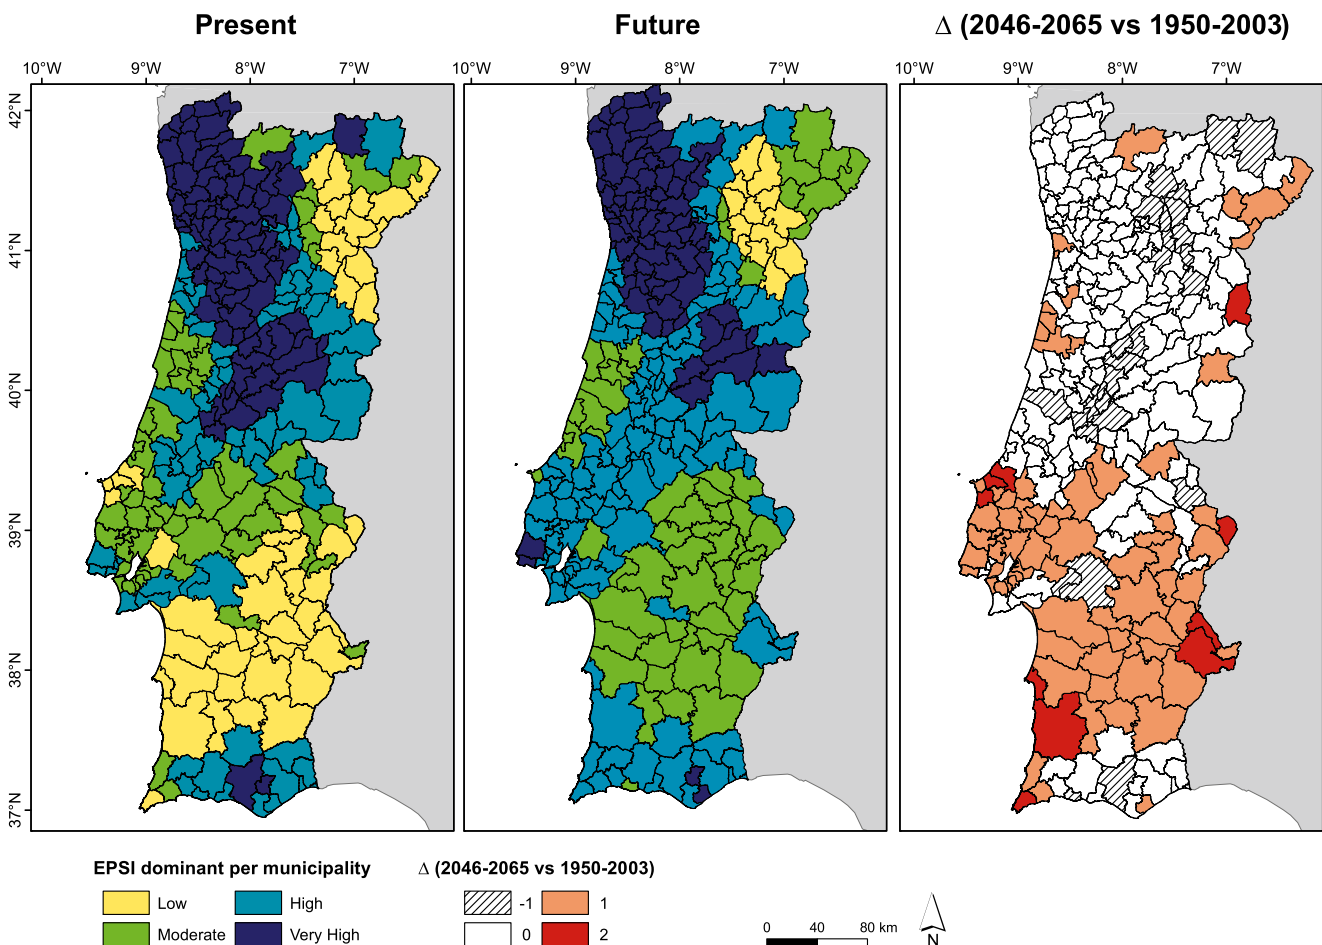 Present Future Δ (2046-2065 vs 1950-2003)
10°W 9°W 8°W 7°W 10°W 9°W 8°W 7°W 10°W 9°W 8°W 7°W
42°N
41°N
40°N
39°N
38°N
37°N
EPSI dominant per municipality Δ (2046-2065 vs 1950-2003)
Low High -1 1
Moderate Very High 0 2
0 40 80 km
N